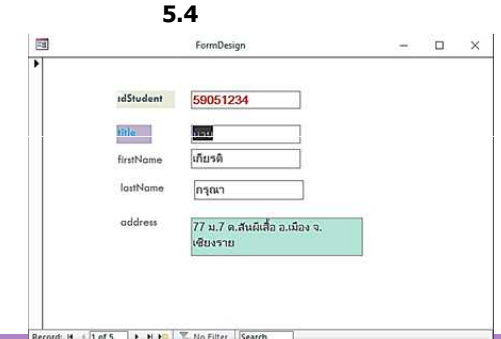 5.4
FormDesign
idStudent 59051234
title
firstName เกียรติ
lastName กรุณา
address 77 ม.7 ต.สันผีเสื้อ อ.เมือง จ.
เชียงราย
Record: 1 of 5 No Filter Search